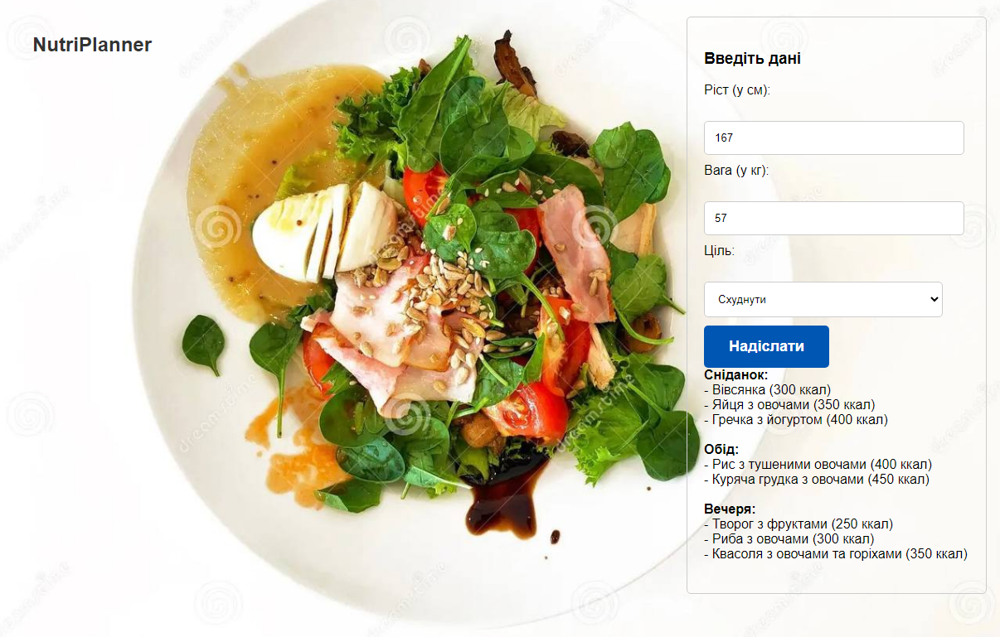 NutriPlanner
Введіть дані
Ріст (у см):
167
Вага (у кг):
57
Ціль:
Схуднути
Надіслати
Сніданок:
- Вівсянка (300 ккал)
- Яйця з овочами (350 ккал)
- Гречка з йогуртом (400 ккал)
Обід:
- Рис з тушеними овочами (400 ккал)
- Куряча грудка з овочами (450 ккал)
Вечеря:
- Творог з фруктами (250 ккал)
- Риба з овочами (300 ккал)
- Квасоля з овочами та горіхами (350 ккал)
dreamstime